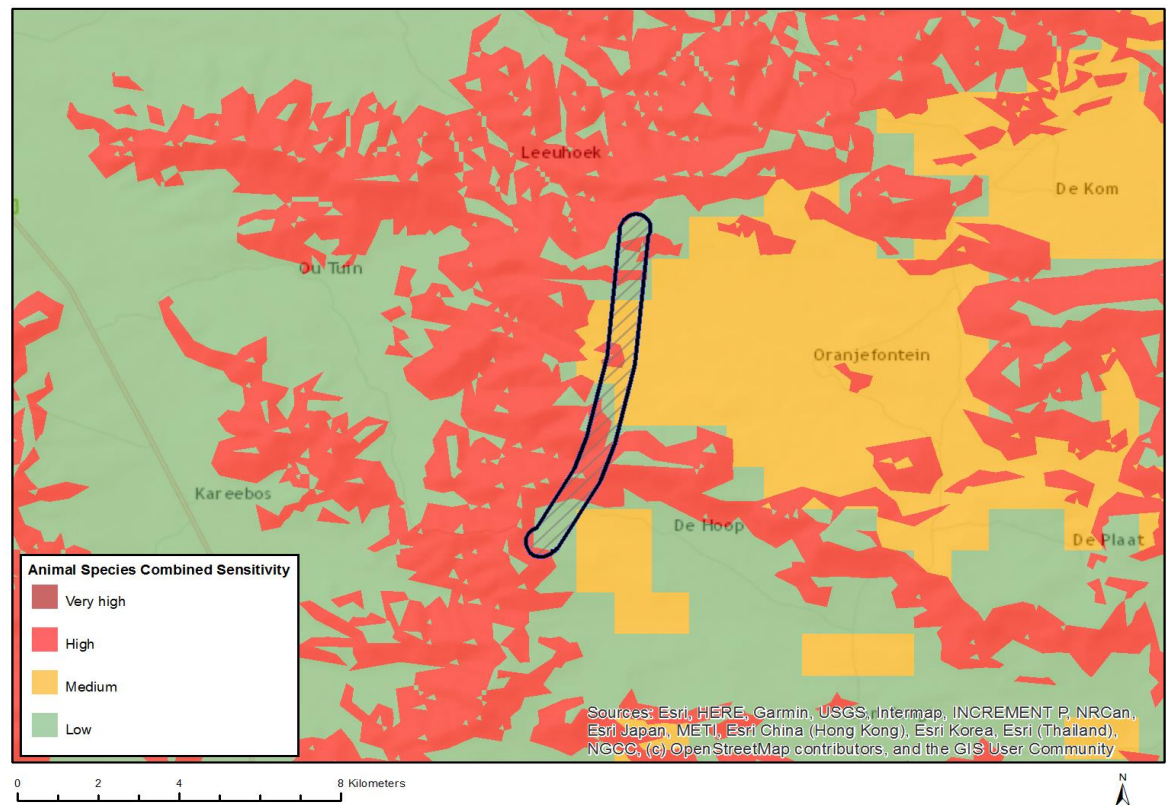 Leeuhoek
De Kom
Ou Tuin
Oranjefontein
Kareebos
De Hoop
De Plaat
Animal Species Combined Sensitivity
Very high
High
Medium
Low
Sources: Esri, HERE, Garmin, USGS, Intermap, INCREMENT P, NRCan,
Esri Japan, METI, Esri China (Hong Kong), Esri Korea, Esri (Thailand),
NGCC, (c) OpenStreetMap contributors, and the GIS User Community
0 2 4 8 Kilometers
N